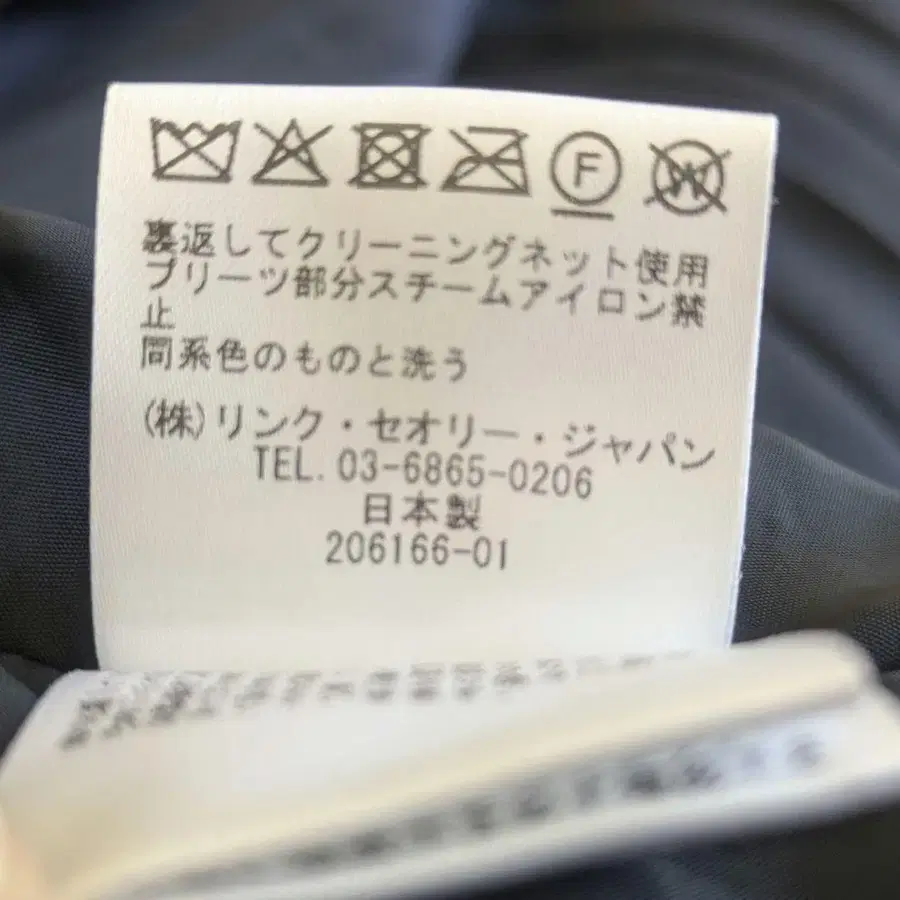 F
W
裏返してクリーニングネット使用
プリーツ部分スチームアイロン禁
止
同系色のものと洗う
(株)リンク・セオリー・ジャパン
TEL. 03-6865-0206
日本製
206166-01